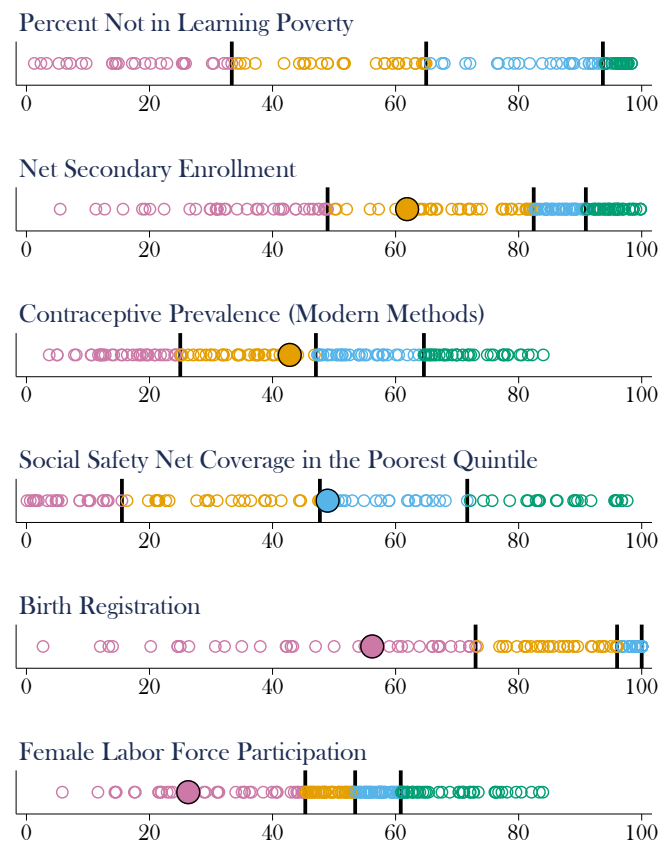 Percent Not in Learning Poverty
0 20 40 60 80 100
Net Secondary Enrollment
0 20 40 60 80 100
Contraceptive Prevalence (Modern Methods)
0 20 40 60 80 100
Social Safety Net Coverage in the Poorest Quintile
0 20 40 60 80 100
Birth Registration
0 20 40 60 80 100
Female Labor Force Participation
0 20 40 60 80 100